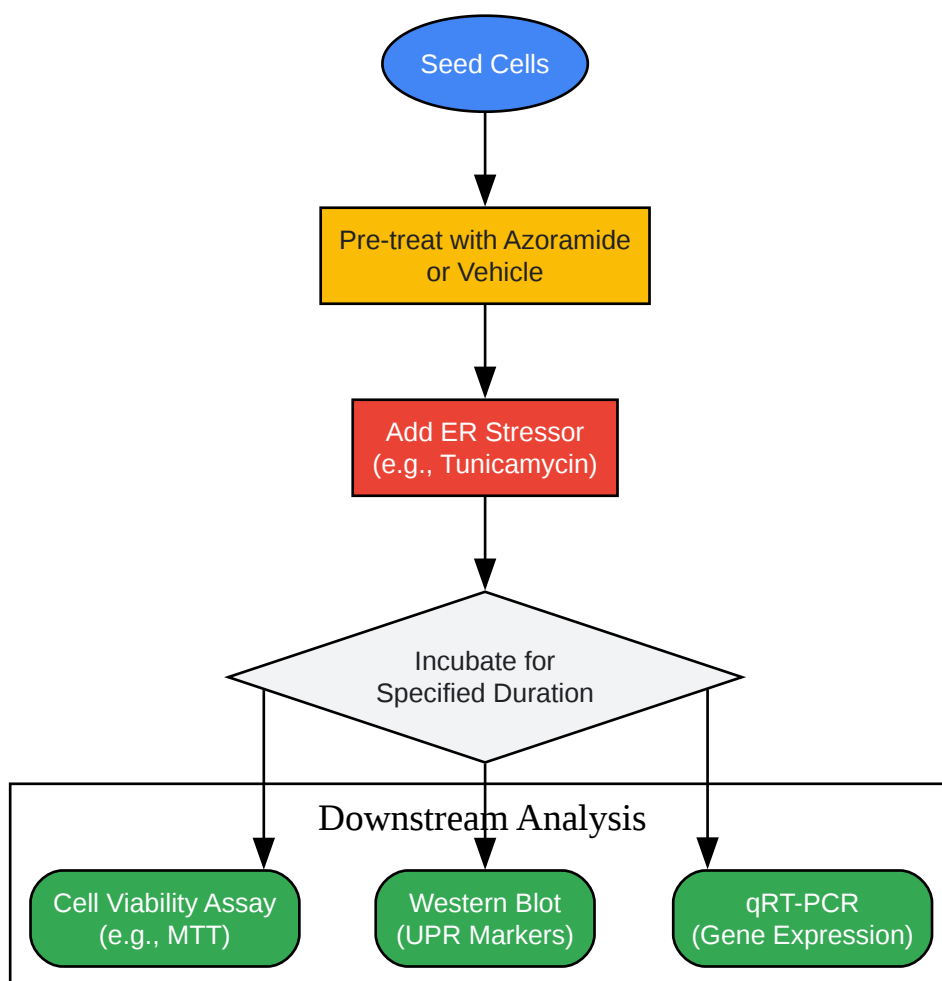 Seed Cells
Pre-treat with Azoramide
or Vehicle
Add ER Stressor
(e.g., Tunicamycin)
Incubate for
Specified Duration
Downstream Analysis
Cell Viability Assay
(e.g., MTT)
Western Blot
(UPR Markers)
qRT-PCR
(Gene Expression)